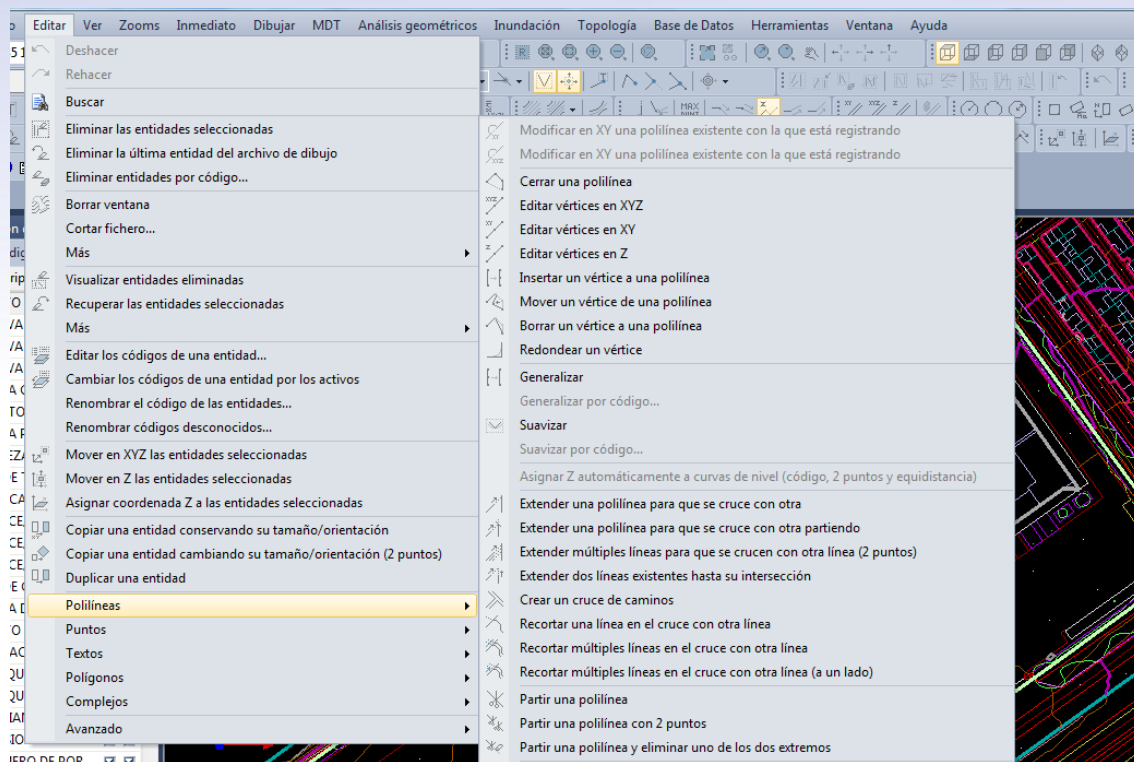 Editar Ver Zooms Inmediato Dibujar MDT Análisis geométricos Inundación Topología Base de Datos Herramientas Ventana Ayuda
Deshacer
Rehacer
Buscar
Eliminar las entidades seleccionadas
Eliminar la última entidad del archivo de dibujo
Eliminar entidades por código...
Borrar ventana
Cortar fichero...
Más
Visualizar entidades eliminadas
Recuperar las entidades seleccionadas
Más
Editar los códigos de una entidad...
Cambiar los códigos de una entidad por los activos
Renombrar el código de las entidades...
Renombrar códigos desconocidos...
Mover en XYZ las entidades seleccionadas
Mover en Z las entidades seleccionadas
Asignar coordenada Z a las entidades seleccionadas
Copiar una entidad conservando su tamaño/orientación
Copiar una entidad cambiando su tamaño/orientación (2 puntos)
Duplicar una entidad
Polilíneas
Puntos
Textos
Polígonos
Complejos
Avanzado
Modificar en XY una polilínea existente con la que está registrando
Modificar en XY una polilínea existente con la que está registrando
Cerrar una polilínea
Editar vértices en XYZ
Editar vértices en XY
Editar vértices en Z
Insertar un vértice a una polilínea
Mover un vértice de una polilínea
Borrar un vértice a una polilínea
Redondear un vértice
Generalizar
Generalizar por código...
Suavizar
Suavizar por código...
Asignar Z automáticamente a curvas de nivel (código, 2 puntos y equidistancia)
Extender una polilínea para que se cruce con otra
Extender una polilínea para que se cruce con otra partiendo
Extender múltiples líneas para que se crucen con otra línea (2 puntos)
Extender dos líneas existentes hasta su intersección
Crear un cruce de caminos
Recortar una línea en el cruce con otra línea
Recortar múltiples líneas en el cruce con otra línea
Recortar múltiples líneas en el cruce con otra línea (a un lado)
Partir una polilínea
Partir una polilínea con 2 puntos
Partir una polilínea y eliminar uno de los dos extremos